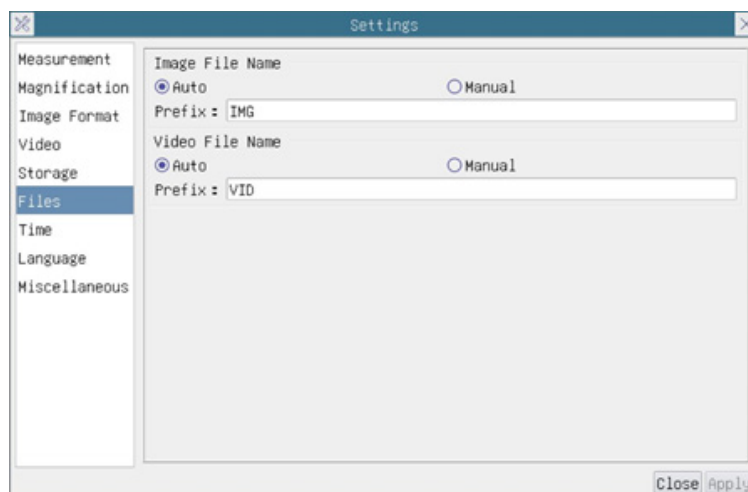 Settings
Measurement
Magnification
Image Format
Video
Storage
Files
Time
Language
Miscellaneous
Image File Name
Auto Manual
Prefix: IMG
Video File Name
Auto Manual
Prefix: VID
Close Apply